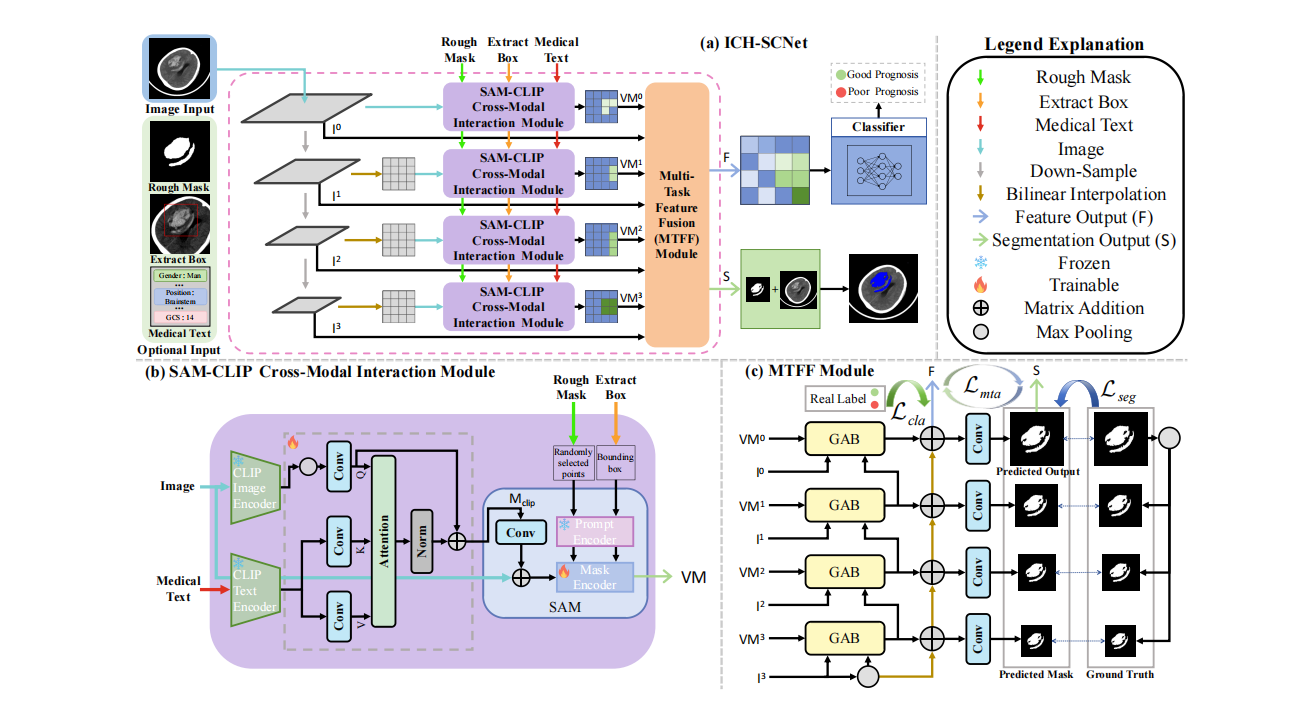 (a) ICH-SCNet
Image Input
Rough Mask
Extract Box
Gender : Man
•••
Position :
Brainstem
•••
GCS : 14
Medical Text
Optional Input
Rough
Mask
Extract
Box
Medical
Text
SAM-CLIP
Cross-Modal
Interaction Module
VM⁰
I⁰
SAM-CLIP
Cross-Modal
Interaction Module
VM¹
I¹
SAM-CLIP
Cross-Modal
Interaction Module
VM²
I²
SAM-CLIP
Cross-Modal
Interaction Module
VM³
I³
Multi-
Task
Feature
Fusion
(MTFF)
Module
F
S
Good Prognosis
Poor Prognosis
Classifier
+
Legend Explanation
Rough Mask
Extract Box
Medical Text
Image
Down-Sample
Bilinear Interpolation
Feature Output (F)
Segmentation Output (S)
Frozen
Trainable
Matrix Addition
Max Pooling
(b) SAM-CLIP Cross-Modal Interaction Module
Rough
Mask
Extract
Box
Image
Medical
Text
CLIP
Image
Encoder
CLIP
Text
Encoder
Conv
Q
Conv
K
Conv
V
Attention
Norm
Mclip
Conv
Randomly
selected
points
Bounding
box
Prompt
Encoder
Mask
Encoder
SAM
VM
(c) MTFF Module
Real Label
ℒcla
F
ℒmta
S
ℒseg
VM⁰
I⁰
GAB
Conv
Predicted Output
VM¹
I¹
GAB
Conv
VM²
I²
GAB
Conv
VM³
I³
GAB
Conv
Predicted Mask
Ground Truth